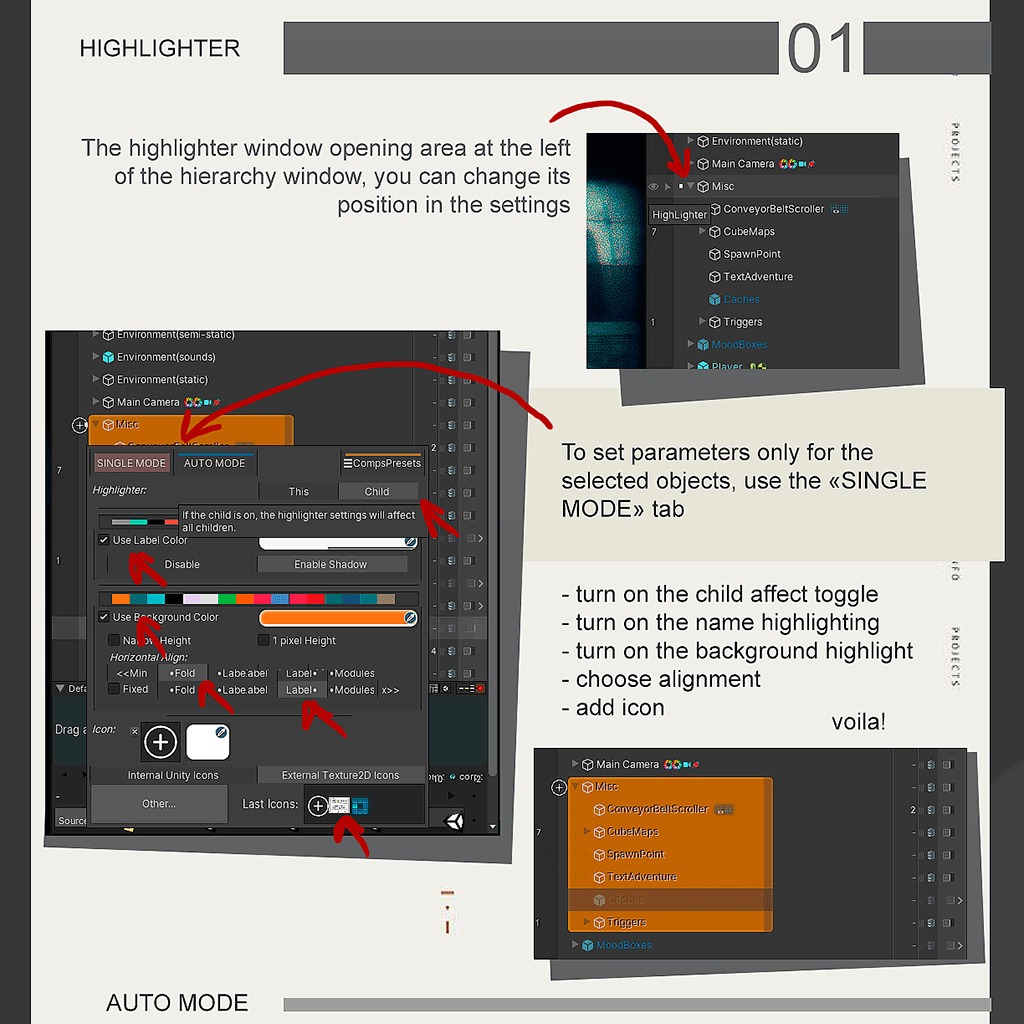 HIGHLIGHTER
01
The highlighter window opening area at the left
of the hierarchy window, you can change its
position in the settings
PROJECTS
Environment(static)
Main Camera
Misc
ConveyorBeltScroller
HighLighter
7
CubeMaps
SpawnPoint
TextAdventure
Caches
1
Triggers
MoodBoxes
Player
Environment(semi-static)
Environment(sounds)
Environment(static)
Main Camera
Misc
2
7
SINGLE MODE
AUTO MODE
CompsPresets
Highlighter:
This
Child
If the child is on, the highlighter settings will affect
all children.
Use Label Color
1
Disable
Enable Shadow
Use Background Color
Height
1 pixel Height
4
Horizontal Align:
<<Min
•Fold
•Labeːabel
Label•
•Modules
Fixed
•Fold
•Labeːabel
Label•
•Modules
x>>
Drag a
Icon:
Internal Unity Icons
External Texture2D Icons
Other...
Last Icons:
Source
To set parameters only for the
selected objects, use the «SINGLE
MODE» tab
- turn on the child affect toggle
- turn on the name highlighting
- turn on the background highlight
- choose alignment
- add icon
voila!
PROJECTS
Main Camera
Misc
ConveyorBeltScroller
2
7
CubeMaps
SpawnPoint
TextAdventure
Caches
1
Triggers
MoodBoxes
AUTO MODE